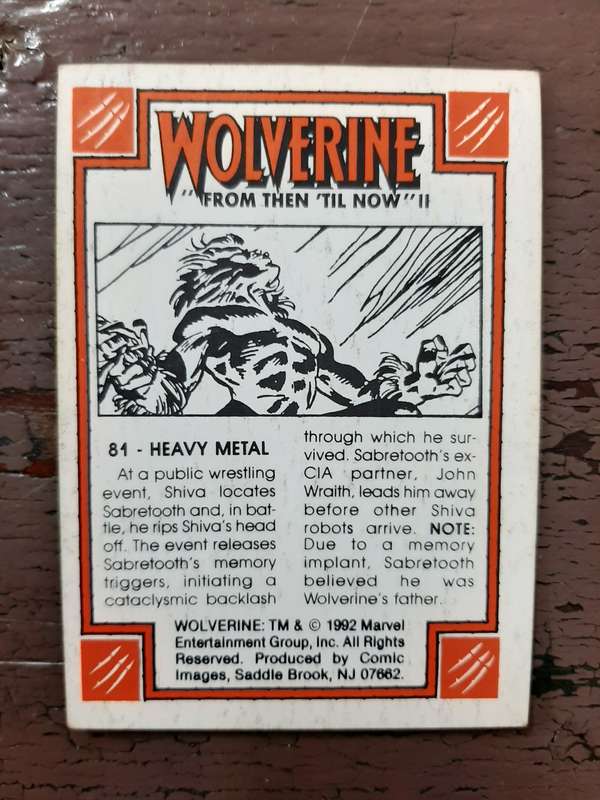 WOLVERINE
"FROM THEN 'TIL NOW" II
81 - HEAVY METAL
At a public wrestling
event, Shiva locates
Sabretooth and, in bat-
tle, he rips Shiva's head
off. The event releases
Sabretooth's memory
triggers, initiating a
cataclysmic backlash
through which he sur-
vived. Sabretooth's ex-
CIA partner, John
Wraith, leads him away
before other Shiva
robots arrive. NOTE:
Due to a memory
implant, Sabretooth
believed he was
Wolverine's father.
WOLVERINE: TM & © 1992 Marvel
Entertainment Group, Inc. All Rights
Reserved. Produced by Comic
Images, Saddle Brook, NJ 07662.